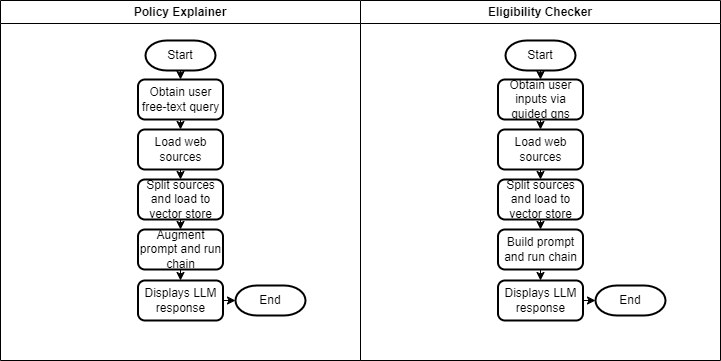 Policy Explainer
Start
Obtain user
free-text query
Load web
sources
Split sources
and load to
vector store
Augment
prompt and run
chain
Displays LLM
response
End
Eligibility Checker
Start
Obtain user
inputs via
guided qns
Load web
sources
Split sources
and load to
vector store
Build prompt
and run chain
Displays LLM
response
End